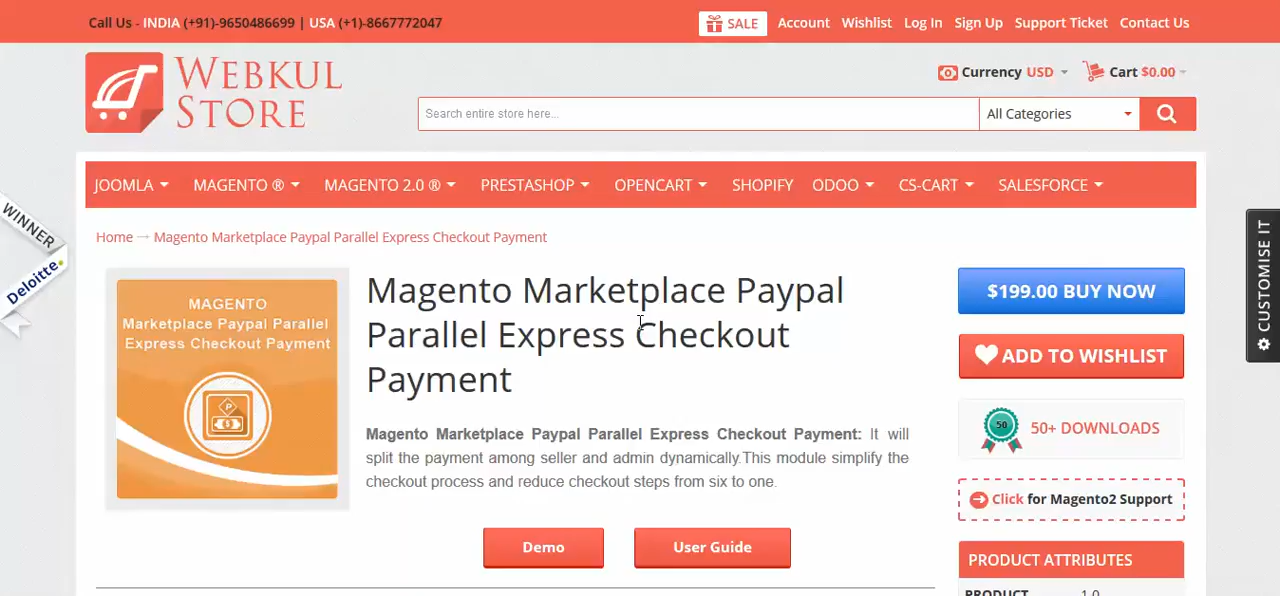 Call Us - INDIA (+91)-9650486699 | USA (+1)-8667772047
SALE Account Wishlist Log In Sign Up Support Ticket Contact Us
WEBKUL
STORE
Currency USD Cart $0.00
Search entire store here... All Categories
JOOMLA MAGENTO ® MAGENTO 2.0 ® PRESTASHOP OPENCART SHOPIFY ODOO CS-CART SALESFORCE
WINNER
Deloitte.
CUSTOMISE IT
Home → Magento Marketplace Paypal Parallel Express Checkout Payment
MAGENTO
Marketplace Paypal Parallel
Express Checkout Payment
P
Magento Marketplace Paypal
Parallel Express Checkout
Payment
Magento Marketplace Paypal Parallel Express Checkout Payment: It will
split the payment among seller and admin dynamically.This module simplify the
checkout process and reduce checkout steps from six to one.
Demo User Guide
$199.00 BUY NOW
ADD TO WISHLIST
50 50+ DOWNLOADS
Click for Magento2 Support
PRODUCT ATTRIBUTES
PRODUCT 1.0